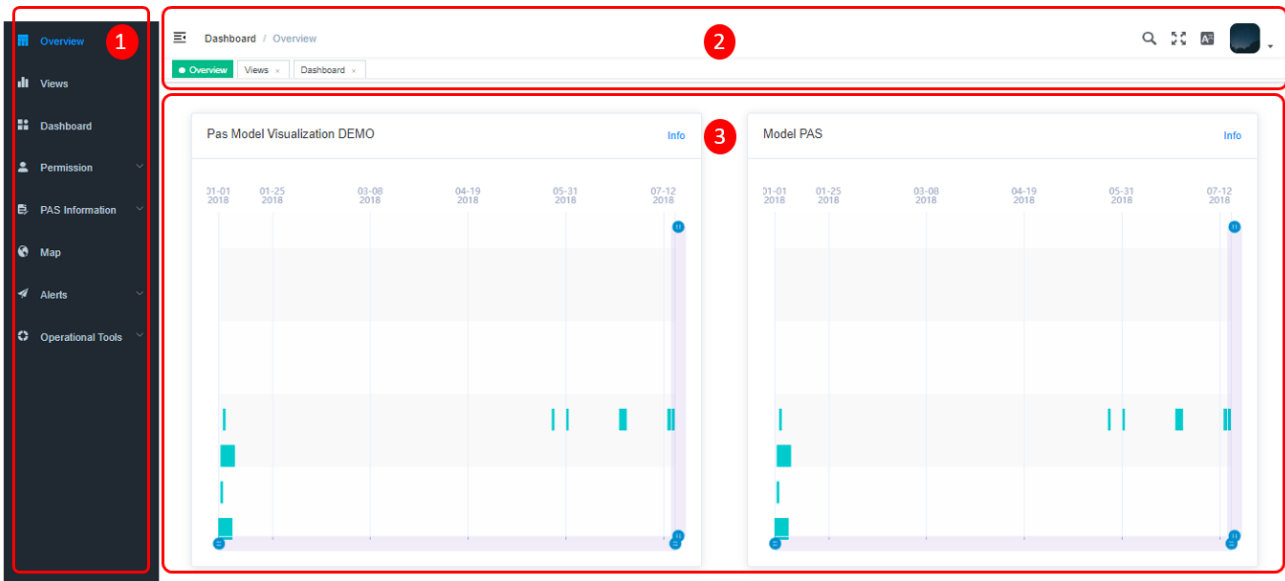 Overview
1
Views
Dashboard
Permission
PAS Information
Map
Alerts
Operational Tools
Dashboard / Overview
2
Overview
Views ×
Dashboard ×
Pas Model Visualization DEMO
Info
3
01-01 01-25 03-08 04-19 05-31 07-12
2018 2018 2018 2018 2018 2018
Model PAS
Info
01-01 01-25 03-08 04-19 05-31 07-12
2018 2018 2018 2018 2018 2018